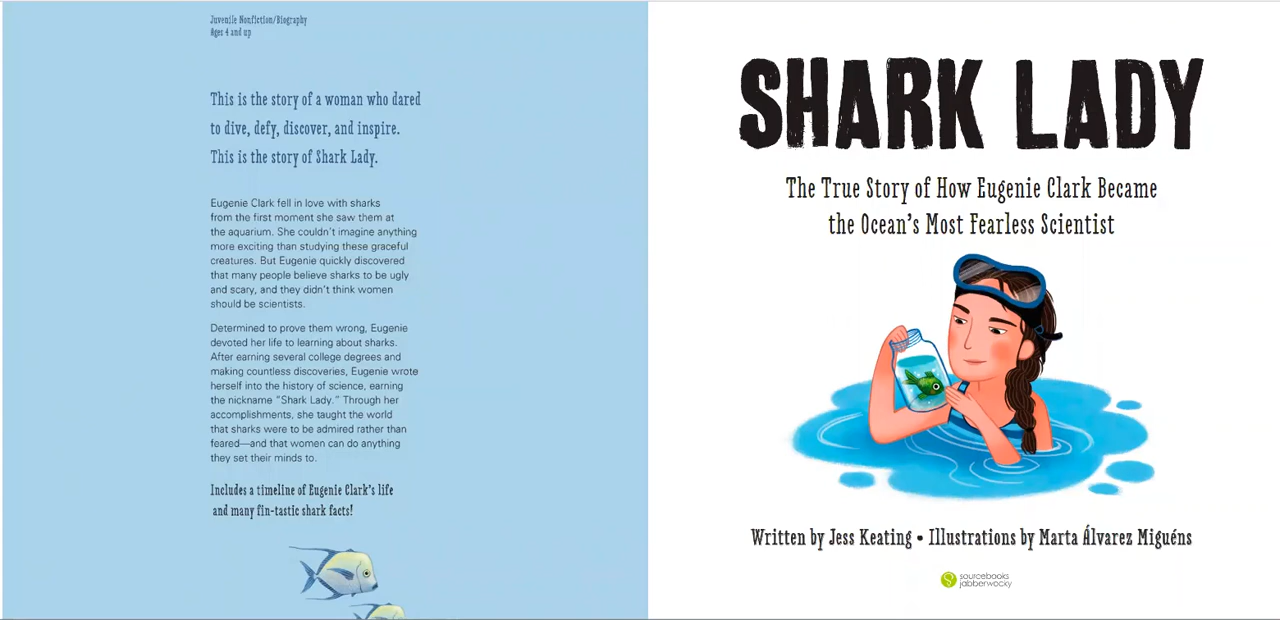 Juvenile Nonfiction/Biography
Ages 4 and up
This is the story of a woman who dared
to dive, defy, discover, and inspire.
This is the story of Shark Lady.
Eugenie Clark fell in love with sharks
from the first moment she saw them at
the aquarium. She couldn't imagine anything
more exciting than studying these graceful
creatures. But Eugenie quickly discovered
that many people believe sharks to be ugly
and scary, and they didn't think women
should be scientists.
Determined to prove them wrong, Eugenie
devoted her life to learning about sharks.
After earning several college degrees and
making countless discoveries, Eugenie wrote
herself into the history of science, earning
the nickname "Shark Lady." Through her
accomplishments, she taught the world
that sharks were to be admired rather than
feared—and that women can do anything
they set their minds to.
Includes a timeline of Eugenie Clark's life
and many fin-tastic shark facts!
SHARK LADY
The True Story of How Eugenie Clark Became
the Ocean's Most Fearless Scientist
Written by Jess Keating • Illustrations by Marta Álvarez Miguéns
sourcebooks
jabberwocky